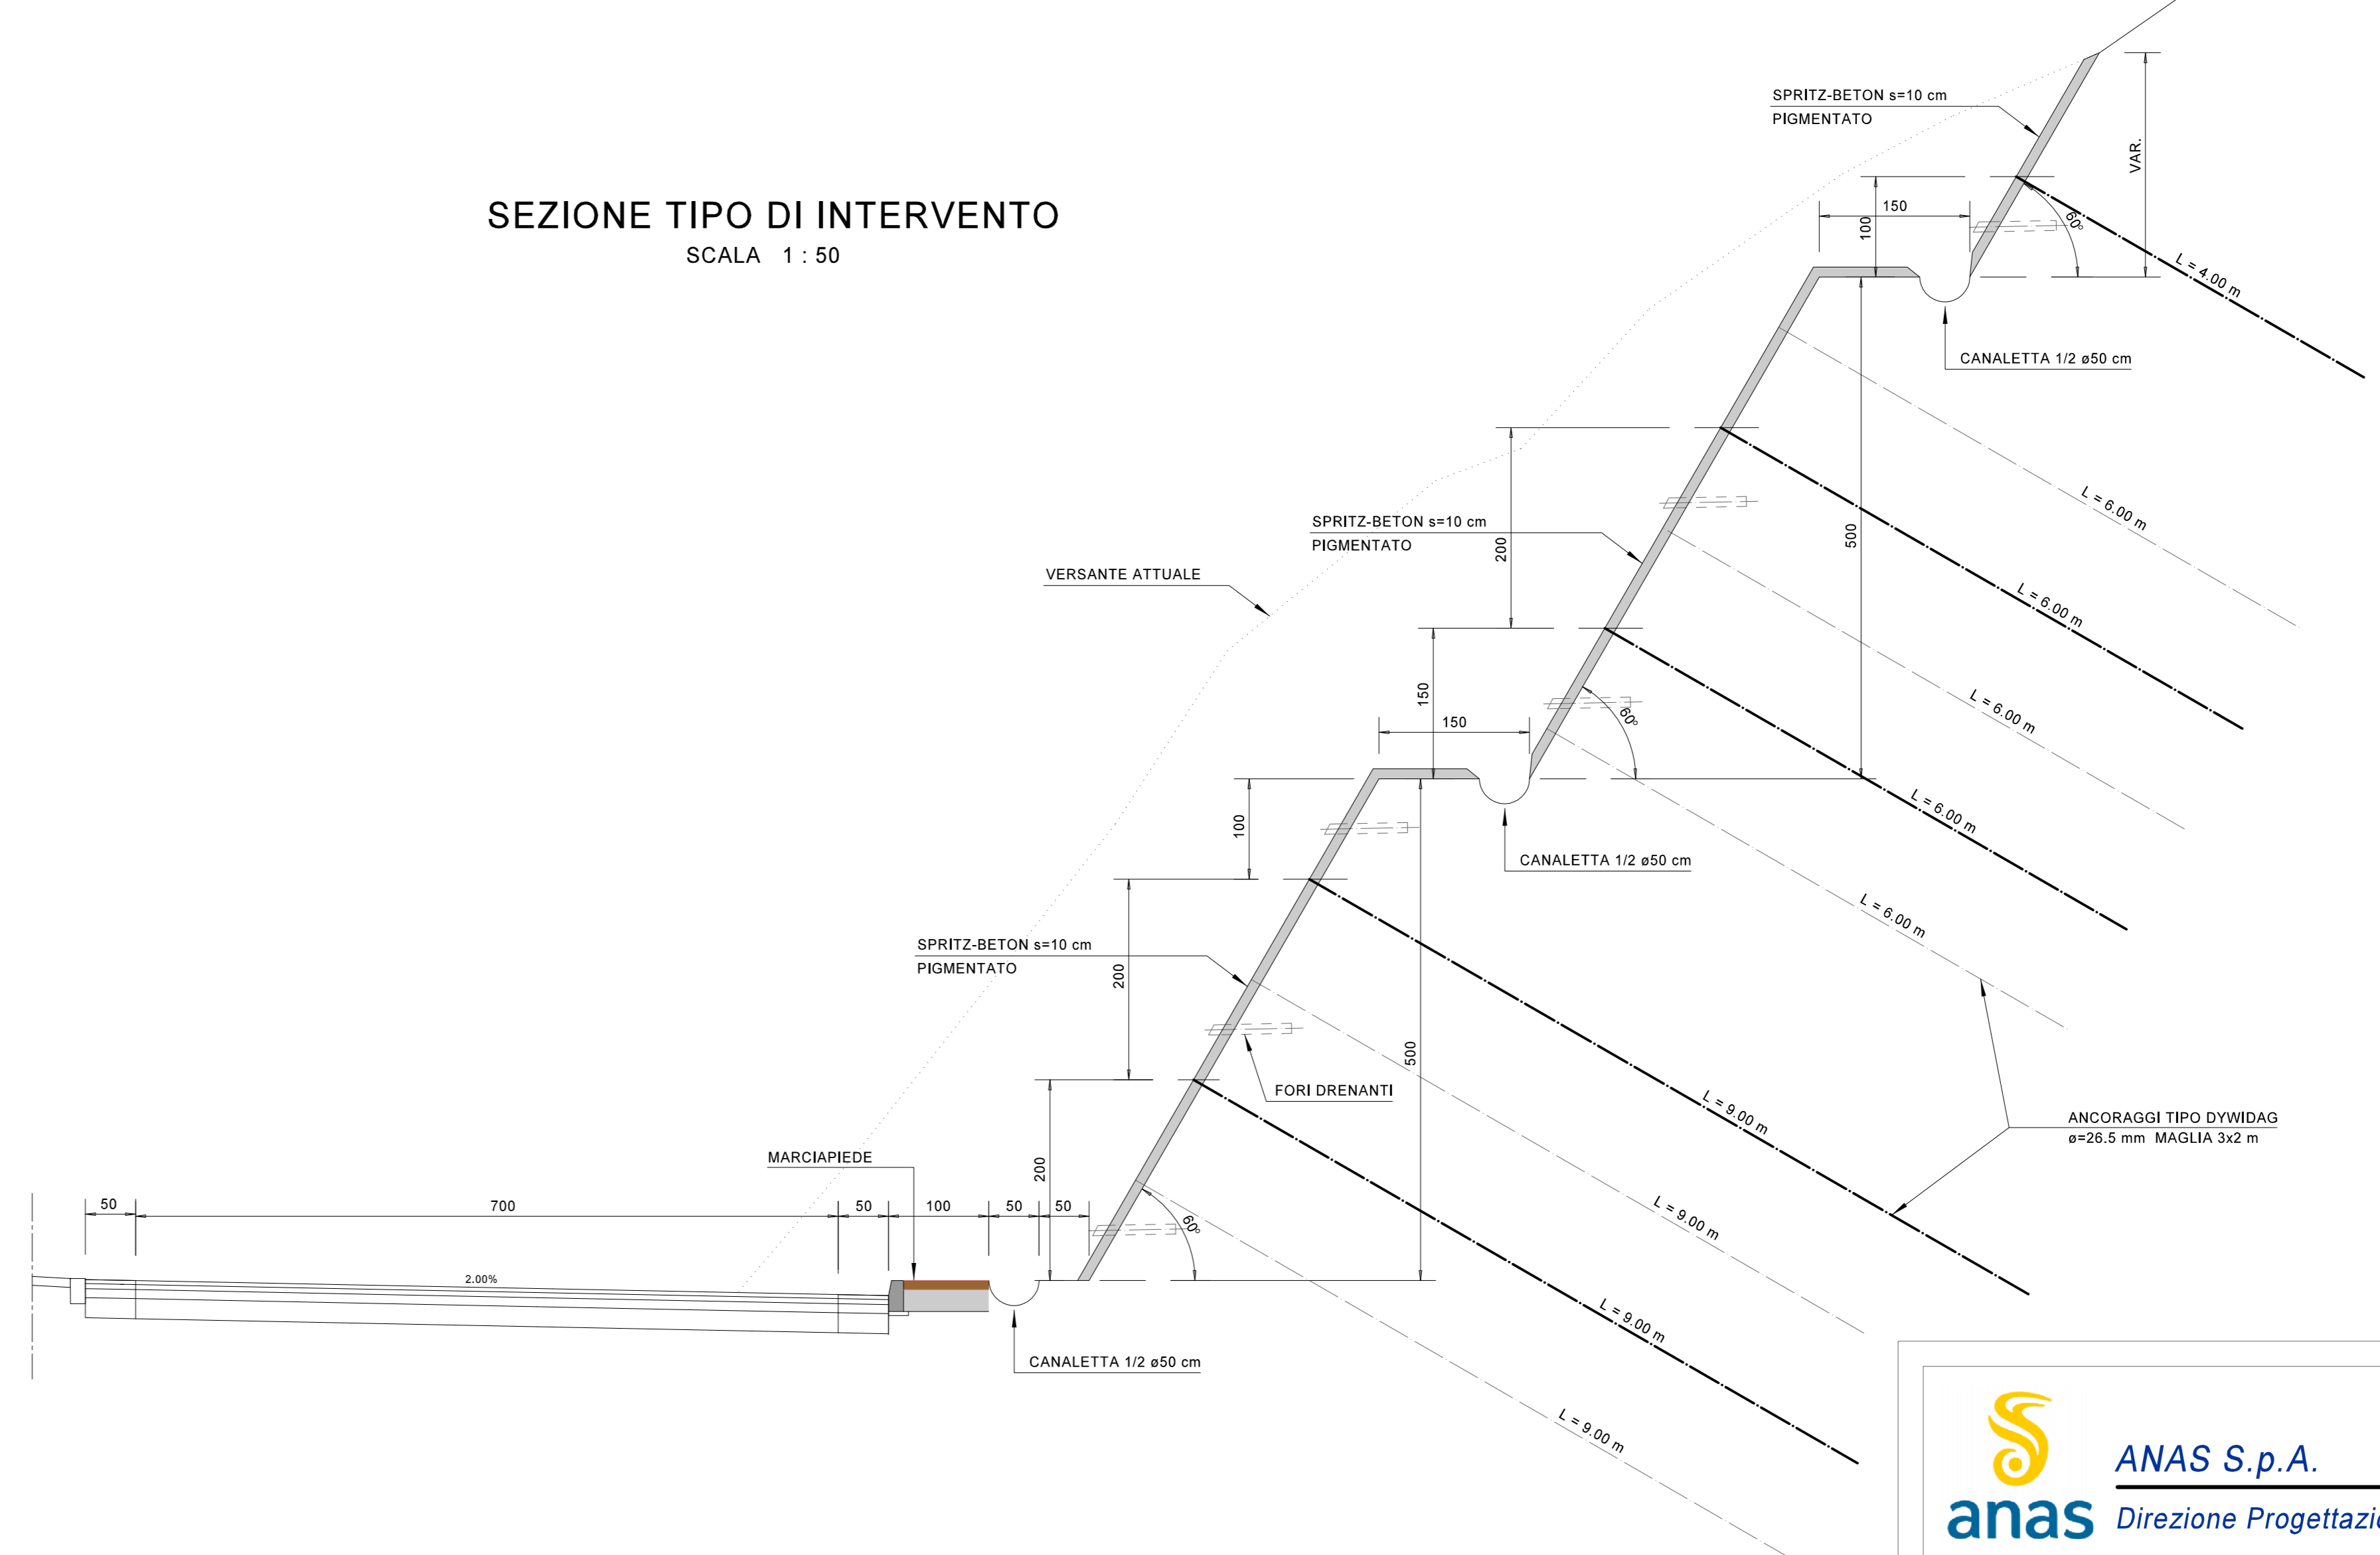 SEZIONE TIPO DI INTERVENTO
SCALA 1 : 50
SPRITZ-BETON s=10 cm
PIGMENTATO
VAR.
150
100
60°
L = 4.00 m
CANALETTA 1/2 ø50 cm
L = 6.00 m
SPRITZ-BETON s=10 cm
PIGMENTATO
200
500
L = 6.00 m
VERSANTE ATTUALE
150
150
60°
L = 6.00 m
L = 6.00 m
100
CANALETTA 1/2 ø50 cm
L = 6.00 m
SPRITZ-BETON s=10 cm
PIGMENTATO
200
500
FORI DRENANTI
L = 9.00 m
ANCORAGGI TIPO DYWIDAG
ø=26.5 mm MAGLIA 3x2 m
MARCIAPIEDE
200
50
700
50
100
50
50
60°
L = 9.00 m
2.00%
L = 9.00 m
CANALETTA 1/2 ø50 cm
L = 9.00 m
anas
ANAS S.p.A.
Direzione Progettazi